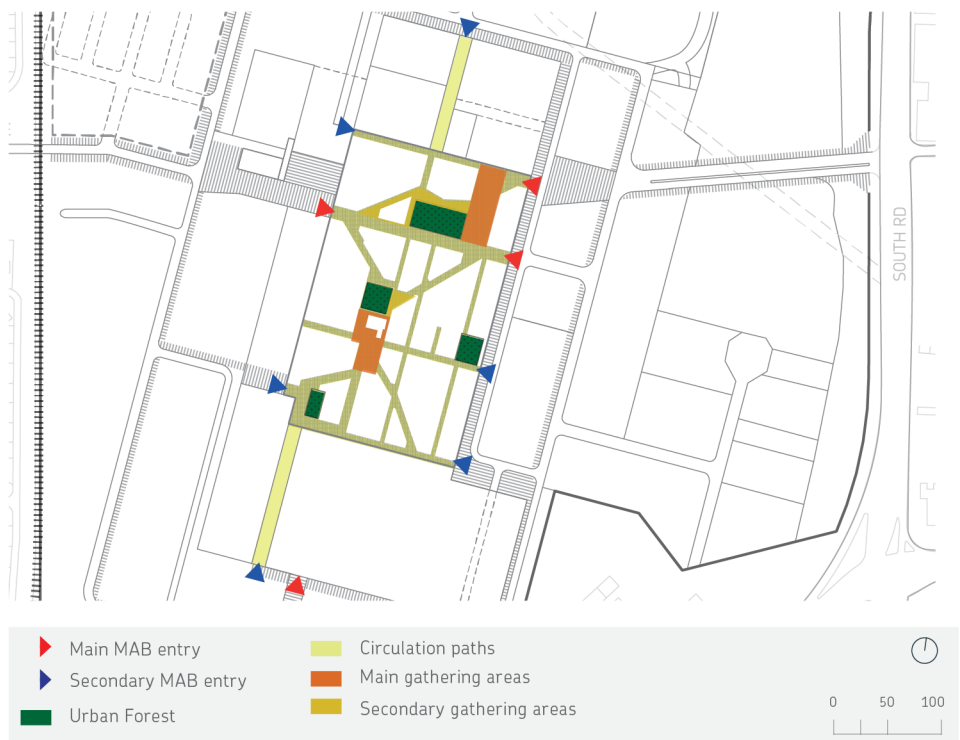 SOUTH RD
Main MAB entry
Secondary MAB entry
Urban Forest
Circulation paths
Main gathering areas
Secondary gathering areas
0 50 100